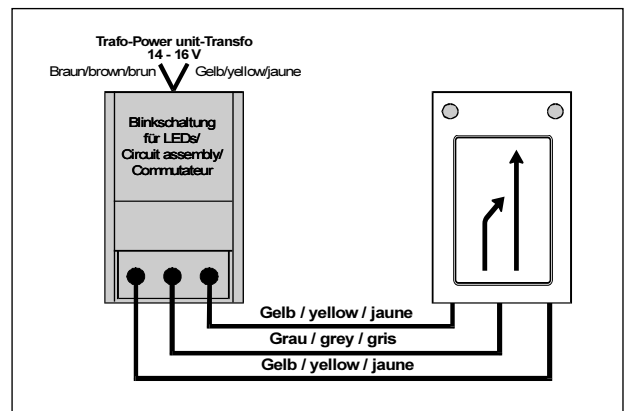 Trafo-Power unit-Transfo
14 - 16 V
Braun/brown/brun
Gelb/yellow/jaune
Blinkschaltung
für LEDs/
Circuit assembly/
Commutateur
Gelb / yellow / jaune
Grau / grey / gris
Gelb / yellow / jaune